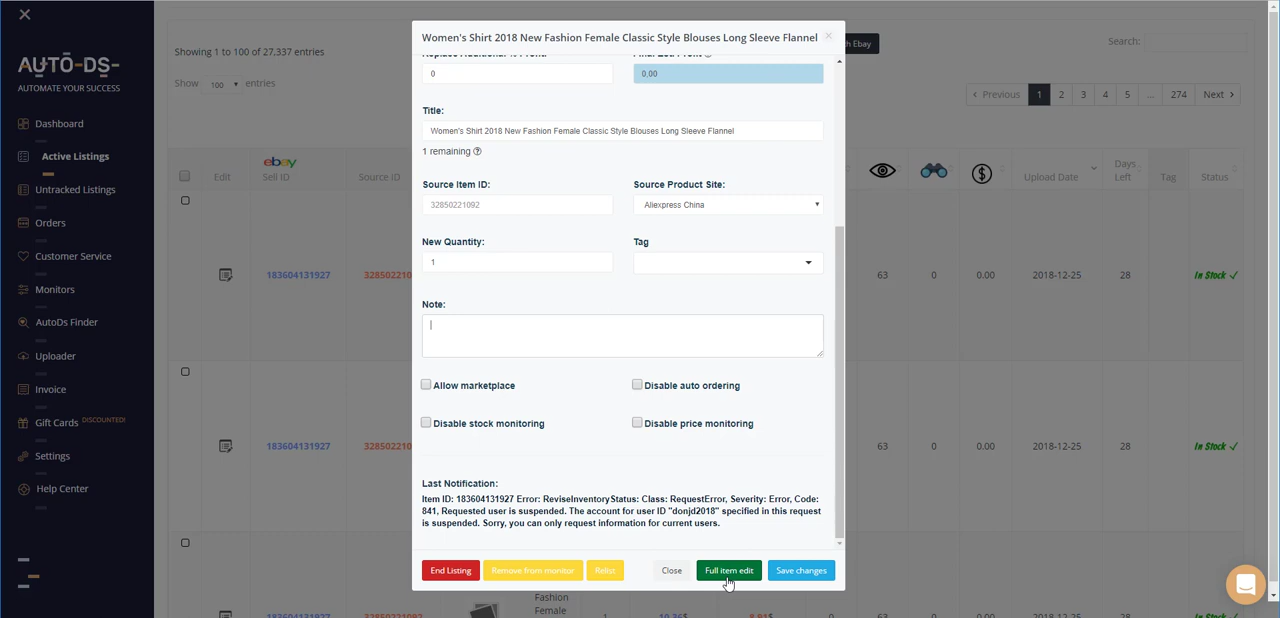 Women's Shirt 2018 New Fashion Female Classic Style Blouses Long Sleeve Flannel
×
AUTO-DS-
AUTOMATE YOUR SUCCESS
Dashboard
Active Listings
Untracked Listings
Orders
Customer Service
Monitors
AutoDs Finder
Uploader
Invoice
Gift Cards DISCOUNTED!
Settings
Help Center
Showing 1 to 100 of 27,337 entries
Show 100 entries
h Ebay
Search:
Previous 1 2 3 4 5 ... 274 Next
Edit
ebay
Sell ID
Source ID
Upload Date
Days
Left
Tag
Status
183604131927
328502210
63 0 0.00 2018-12-25 28 In Stock
183604131927
328502210
63 0 0.00 2018-12-25 28 In Stock
Fashion
Female
0
0.00
Title:
Women's Shirt 2018 New Fashion Female Classic Style Blouses Long Sleeve Flannel
1 remaining
Source Item ID:
Source Product Site:
32850221092
Aliexpress China
New Quantity:
Tag
1
Note:
Allow marketplace
Disable auto ordering
Disable stock monitoring
Disable price monitoring
Last Notification:
Item ID: 183604131927 Error: ReviseInventoryStatus: Class: RequestError, Severity: Error, Code:
841, Requested user is suspended. The account for user ID "donjd2018" specified in this request
is suspended. Sorry, you can only request information for current users.
End Listing
Remove from monitor
Relist
Close
Full item edit
Save changes